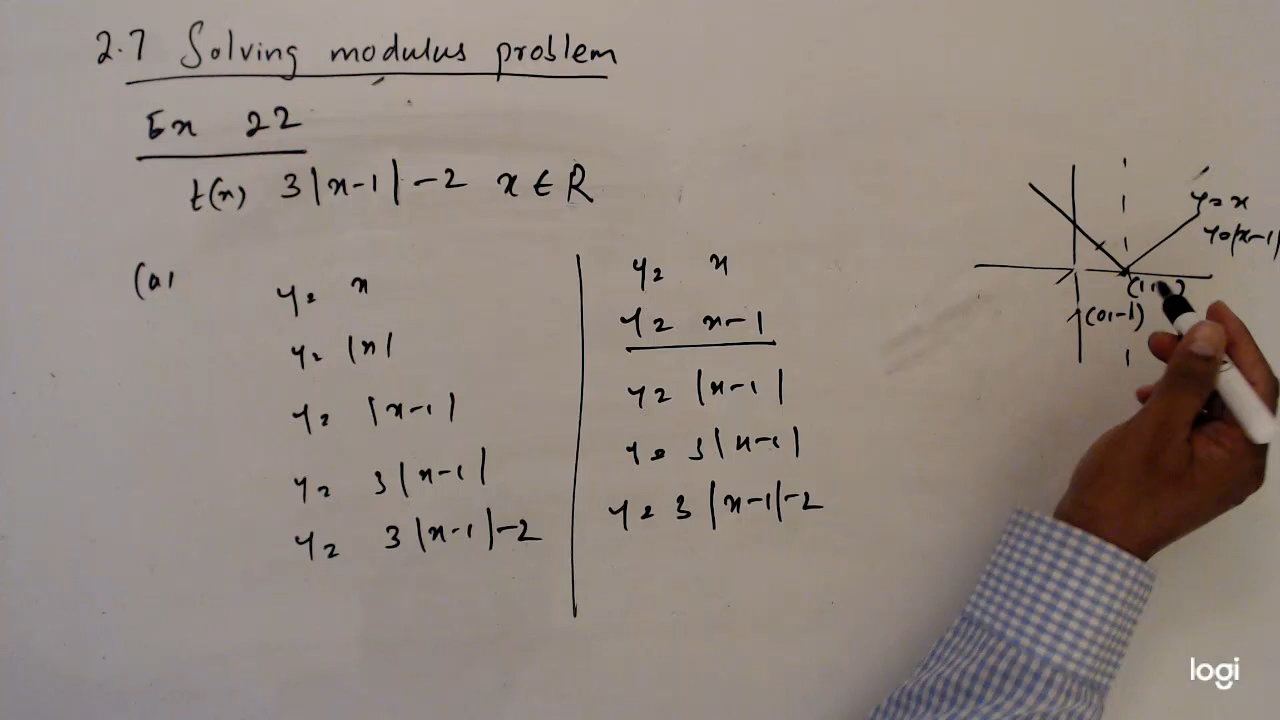 2.7 Solving modulus problem
Ex 22
t(x) 3|x-1| -2 x ∈ R
(a)
y = x
y = |x|
y = |x-1|
y = 3|x-1|
y = 3|x-1|-2
y = x
y = x-1
y = |x-1|
y = 3|x-1|
y = 3|x-1|-2
y = x
y = |x-1|
(0,-1)
logi